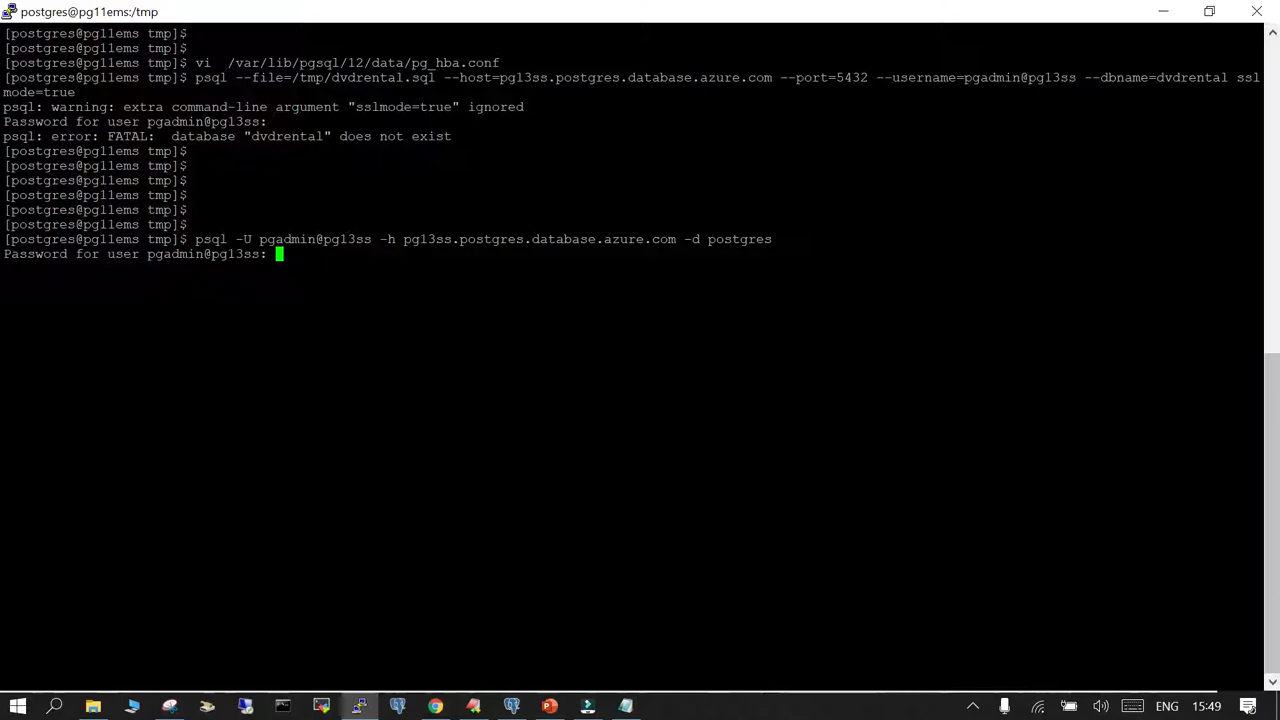 postgres@pg11ems:/tmp
[postgres@pg11ems tmp]$
[postgres@pg11ems tmp]$
[postgres@pg11ems tmp]$ vi  /var/lib/pgsql/12/data/pg_hba.conf
[postgres@pg11ems tmp]$ psql --file=/tmp/dvdrental.sql --host=pg13ss.postgres.database.azure.com --port=5432 --username=pgadmin@pg13ss --dbname=dvdrental ssl
mode=true
psql: warning: extra command-line argument "sslmode=true" ignored
Password for user pgadmin@pg13ss:
psql: error: FATAL:  database "dvdrental" does not exist
[postgres@pg11ems tmp]$
[postgres@pg11ems tmp]$
[postgres@pg11ems tmp]$
[postgres@pg11ems tmp]$
[postgres@pg11ems tmp]$
[postgres@pg11ems tmp]$
[postgres@pg11ems tmp]$ psql -U pgadmin@pg13ss -h pg13ss.postgres.database.azure.com -d postgres
Password for user pgadmin@pg13ss:
ENG 15:49